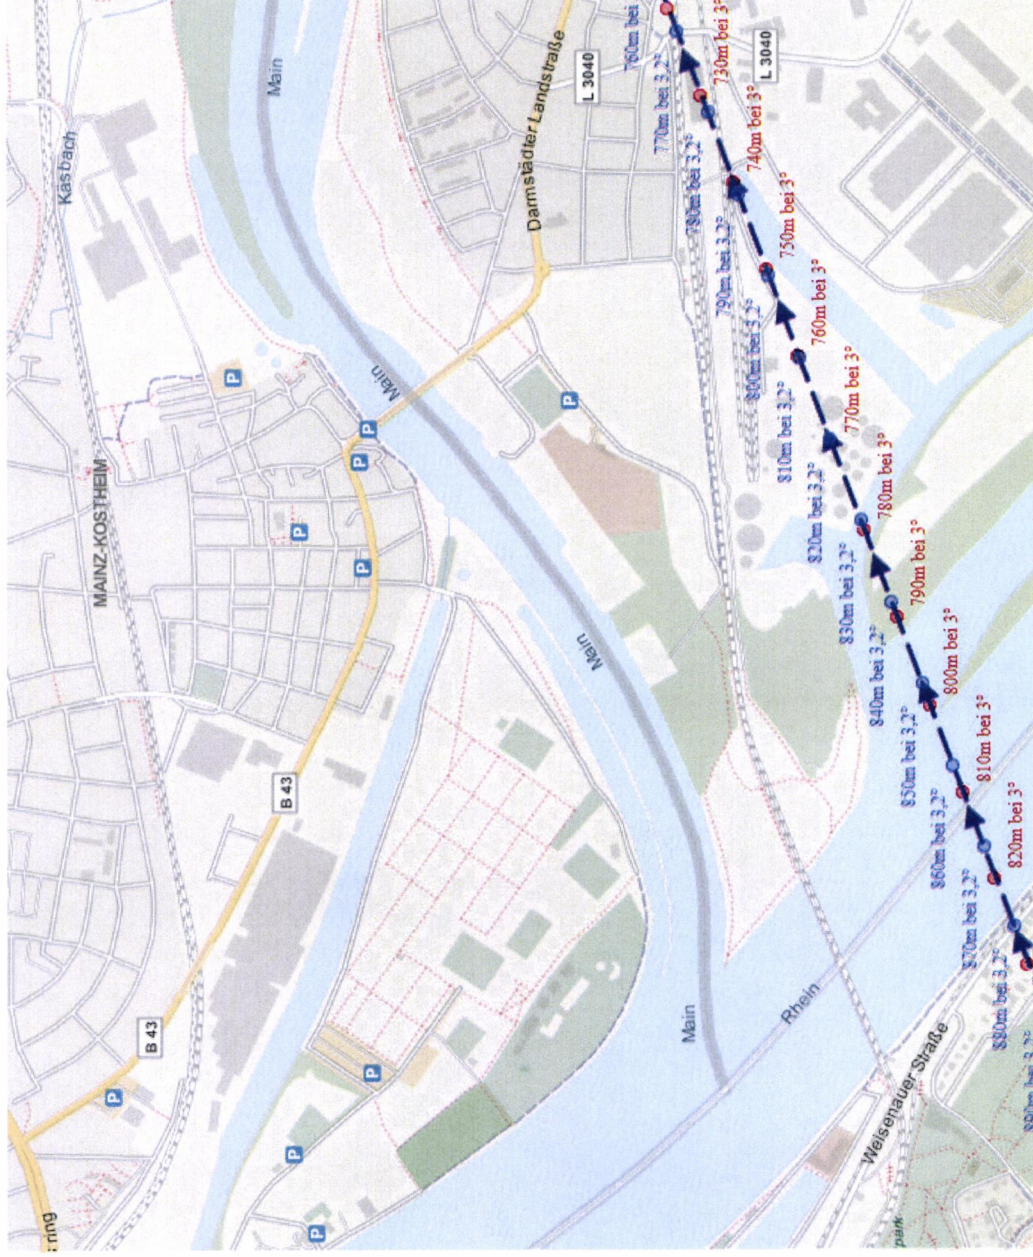 Main
Kasbach
Darmstädter Landstraße
L 3040
L 3040
760m bei
770m bei 3,2°
730m bei 3°
780m bei 3,2°
740m bei 3°
790m bei 3,2°
750m bei 3°
800m bei 3,2°
760m bei 3°
810m bei 3,2°
770m bei 3°
820m bei 3,2°
780m bei 3°
830m bei 3,2°
790m bei 3°
840m bei 3,2°
800m bei 3°
850m bei 3,2°
810m bei 3°
860m bei 3,2°
820m bei 3°
870m bei 3,2°
880m bei 3,2°
P
Main
P
P
MAINZ-KOSTHEIM
P
P
P
Main
B 43
B 43
Main
Rhein
Weisenauer Straße
P
P
P
P
ring
park